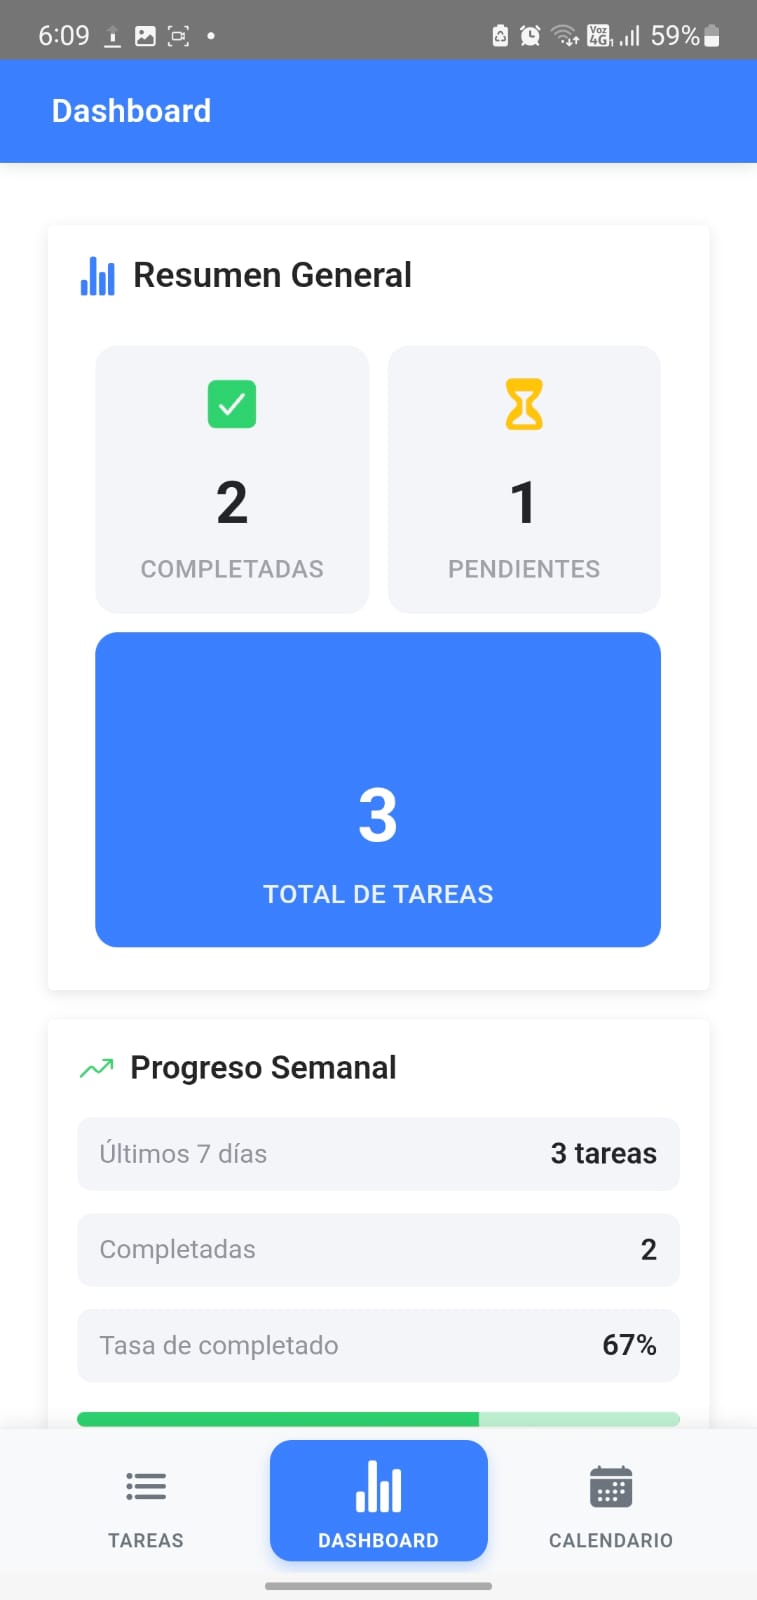 6:09
Voz
4G
59%
Dashboard
Resumen General
2
COMPLETADAS
1
PENDIENTES
3
TOTAL DE TAREAS
Progreso Semanal
Últimos 7 días
3 tareas
Completadas
2
Tasa de completado
67%
TAREAS
DASHBOARD
CALENDARIO